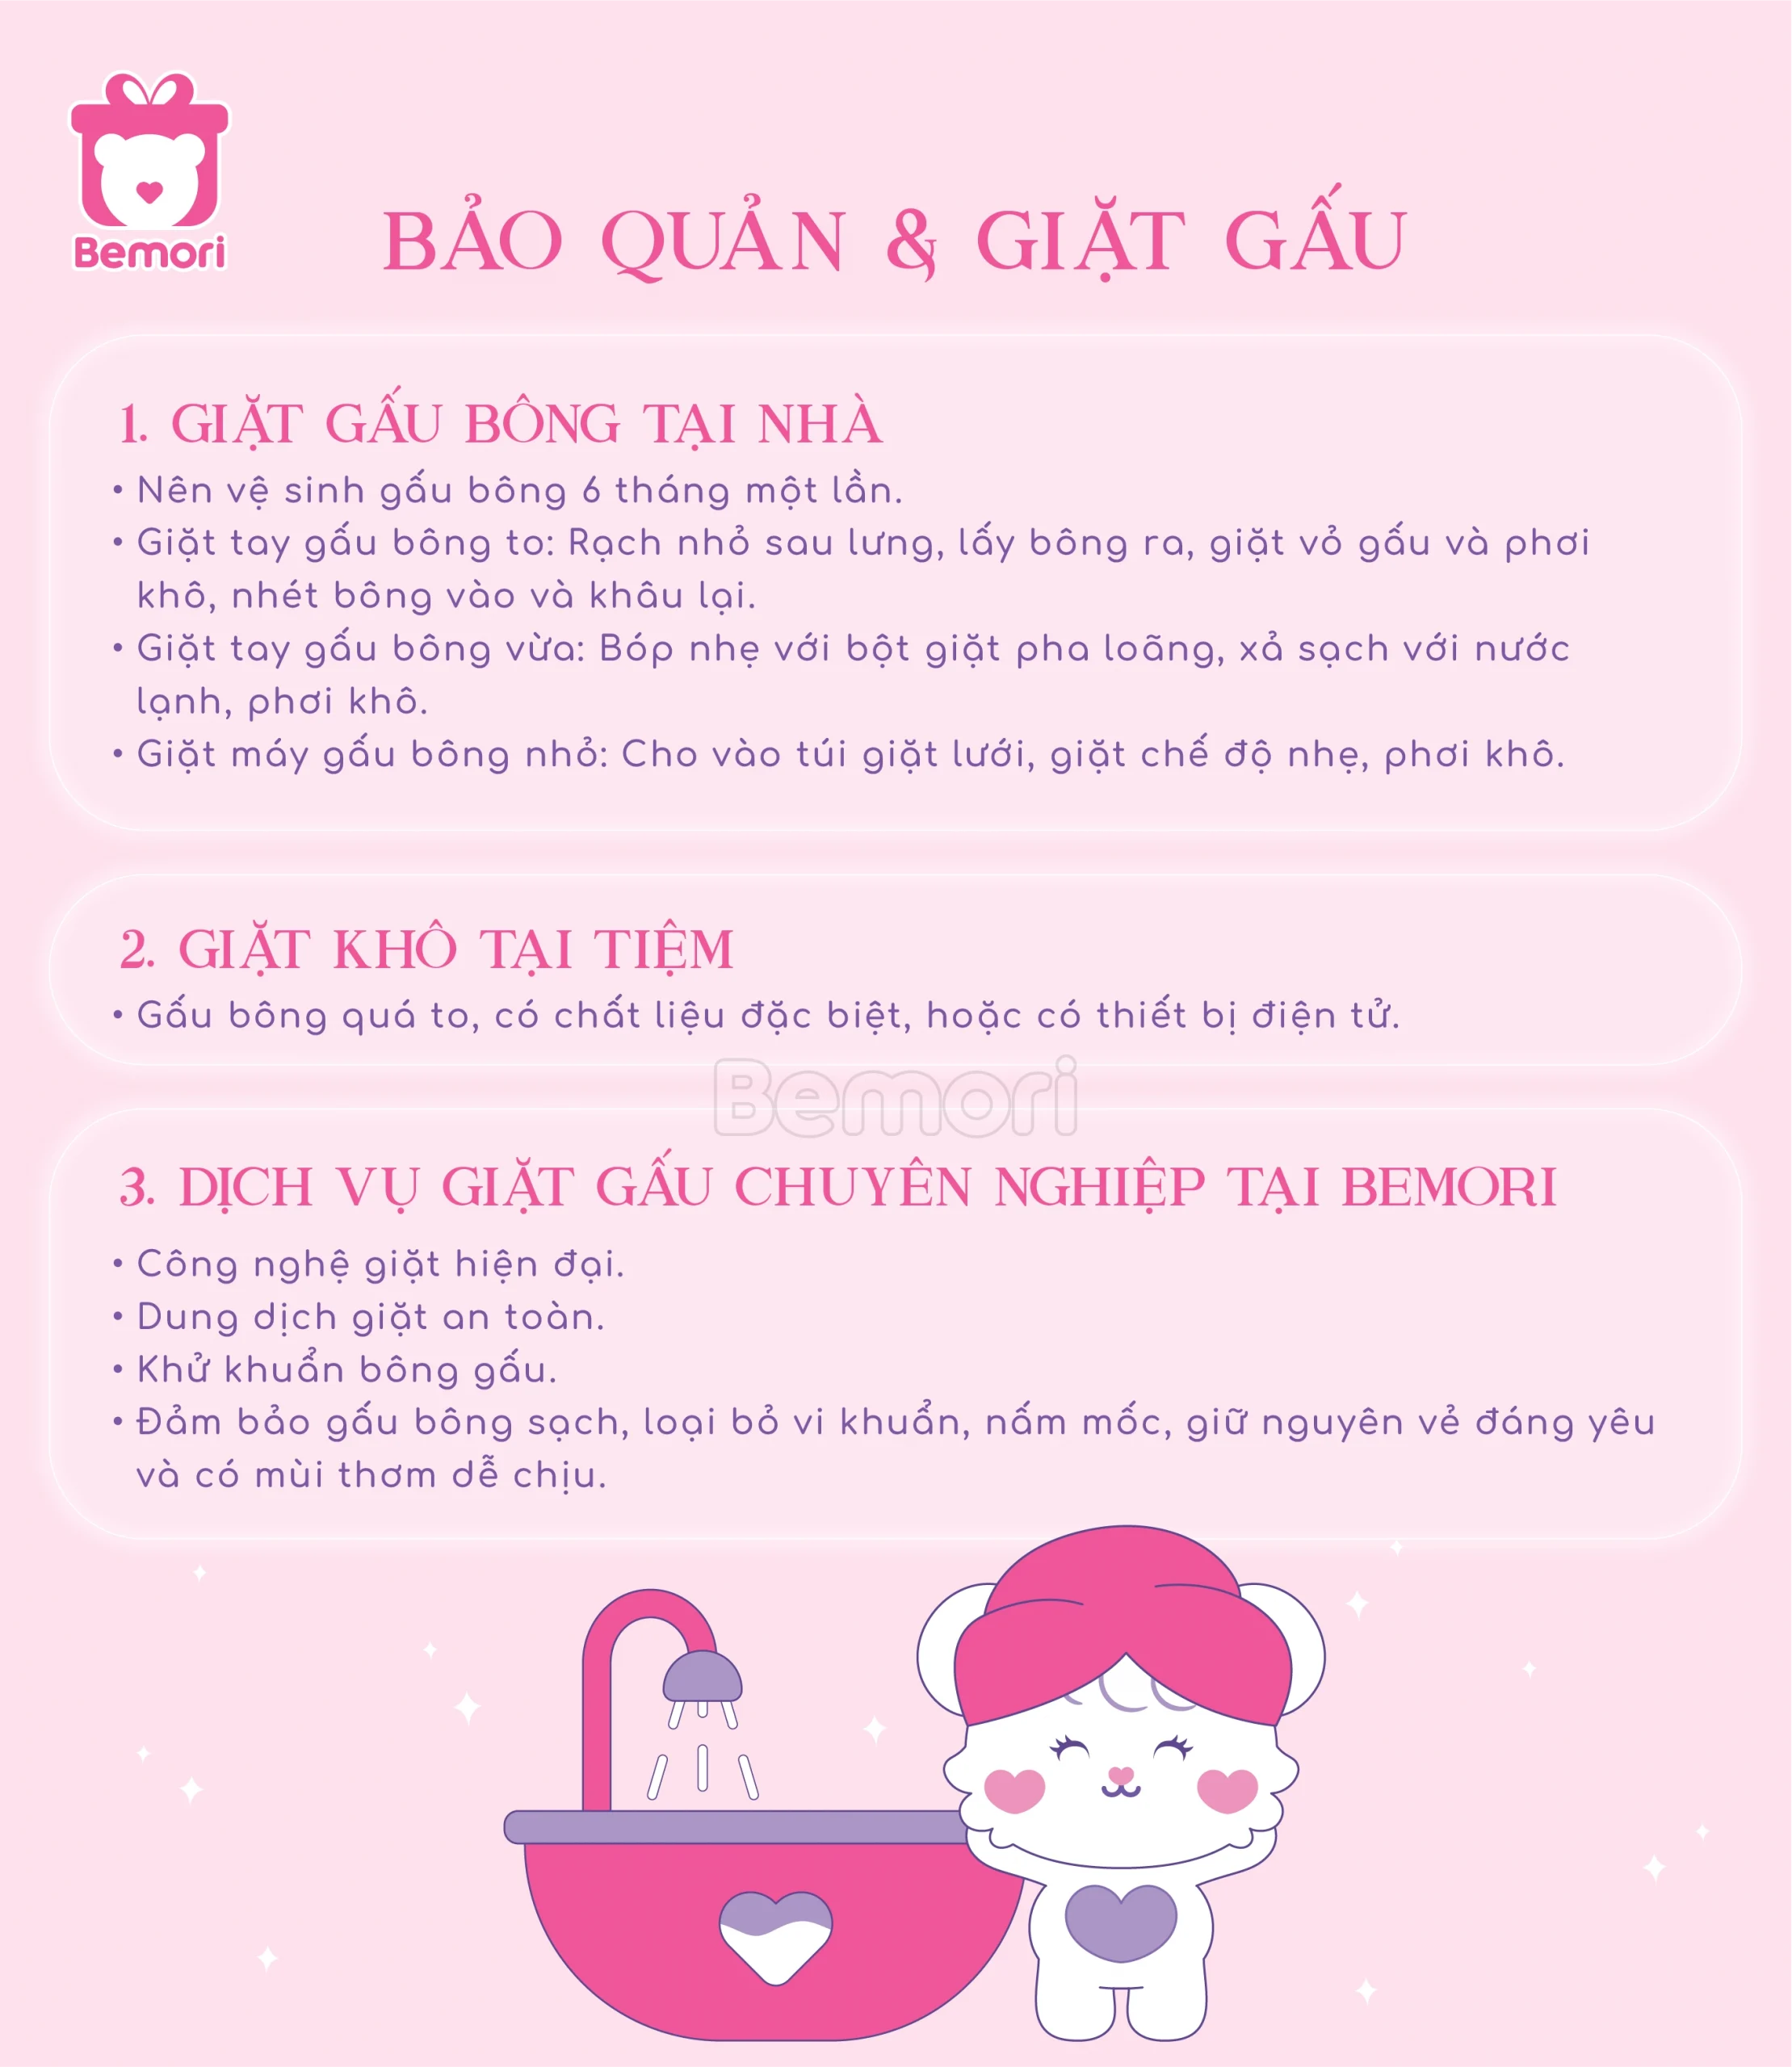 Bemori
BẢO QUẢN & GIẶT GẤU
1. GIẶT GẤU BÔNG TẠI NHÀ
• Nên vệ sinh gấu bông 6 tháng một lần.
• Giặt tay gấu bông to: Rạch nhỏ sau lưng, lấy bông ra, giặt vỏ gấu và phơi
khô, nhét bông vào và khâu lại.
• Giặt tay gấu bông vừa: Bóp nhẹ với bột giặt pha loãng, xả sạch với nước
lạnh, phơi khô.
• Giặt máy gấu bông nhỏ: Cho vào túi giặt lưới, giặt chế độ nhẹ, phơi khô.
2. GIẶT KHÔ TẠI TIỆM
• Gấu bông quá to, có chất liệu đặc biệt, hoặc có thiết bị điện tử.
Bemori
3. DỊCH VỤ GIẶT GẤU CHUYÊN NGHIỆP TẠI BEMORI
• Công nghệ giặt hiện đại.
• Dung dịch giặt an toàn.
• Khử khuẩn bông gấu.
• Đảm bảo gấu bông sạch, loại bỏ vi khuẩn, nấm mốc, giữ nguyên vẻ đáng yêu
và có mùi thơm dễ chịu.